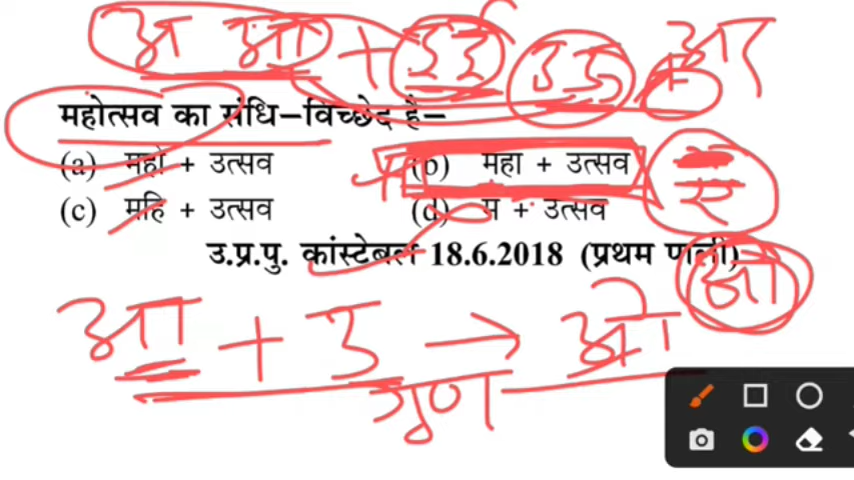 अ आ + इ ई उ ऊ + आ
महोत्सव का संधि–विच्छेद है–
(a) महो + उत्सव (b) महा + उत्सव
ए
(c) महि + उत्सव (d) म + उत्सव
उ.प्र.पु. कांस्टेबल 18.6.2018 (प्रथम पाली)
ओ
आ + उ → ओ
गुण